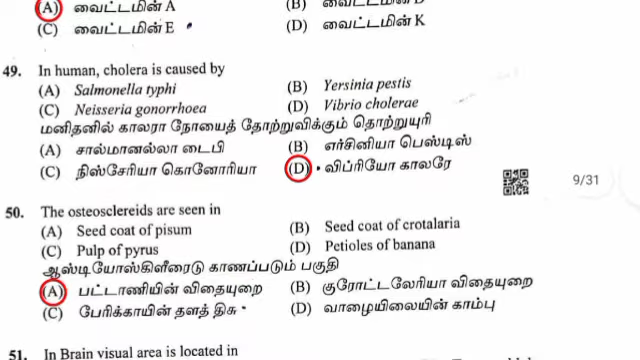 (A) வைட்டமின் A (B) வைட்டமின் D
(C) வைட்டமின் E (D) வைட்டமின் K
49. In human, cholera is caused by
(A) Salmonella typhi (B) Yersinia pestis
(C) Neisseria gonorrhoea (D) Vibrio cholerae
மனிதனில் காலரா நோயைத் தோற்றுவிக்கும் தொற்றுயுரி
(A) சால்மானல்லா டைபி (B) எர்சினியா பெஸ்டிஸ்
(C) நிஸ்சேரியா கொனோரியா (D) விப்ரியோ காலரே
9/31
50. The osteosclereids are seen in
(A) Seed coat of pisum (B) Seed coat of crotalaria
(C) Pulp of pyrus (D) Petioles of banana
ஆஸ்டியோஸ்கிளீரைடு காணப்படும் பகுதி
(A) பட்டாணியின் விதையுறை (B) குரோட்டலேரியா விதையுறை
(C) பேரிக்காயின் தளத் திசு (D) வாழையிலையின் காம்பு
51. In Brain visual area is located in